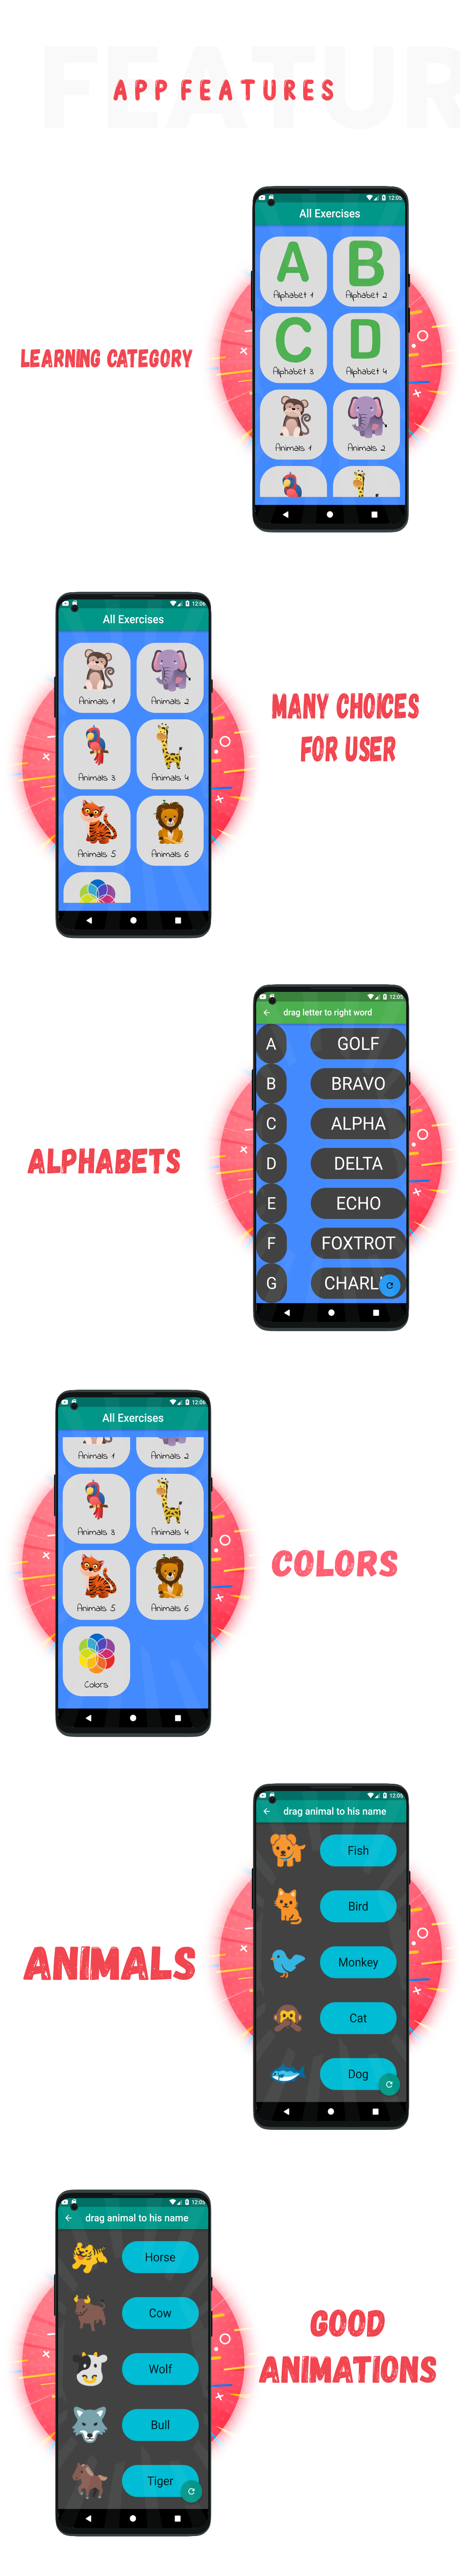 FEATUR
APP FEATURES
12:05
All Exercises
A
B
Alphabet 1
Alphabet 2
C
D
Alphabet 3
Alphabet 4
Animals 1
Animals 2
LEARNING CATEGORY
12:06
All Exercises
Animals 1
Animals 2
Animals 3
Animals 4
Animals 5
Animals 6
MANY CHOICES
FOR USER
12:05
drag letter to right word
A
GOLF
B
BRAVO
C
ALPHA
D
DELTA
E
ECHO
F
FOXTROT
G
CHARL
ALPHABETS
12:06
All Exercises
Animals 1
Animals 2
Animals 3
Animals 4
Animals 5
Animals 6
Colors
COLORS
12:05
drag animal to his name
Fish
Bird
Monkey
Cat
Dog
ANIMALS
12:05
drag animal to his name
Horse
Cow
Wolf
Bull
Tiger
GOOD
ANIMATIONS